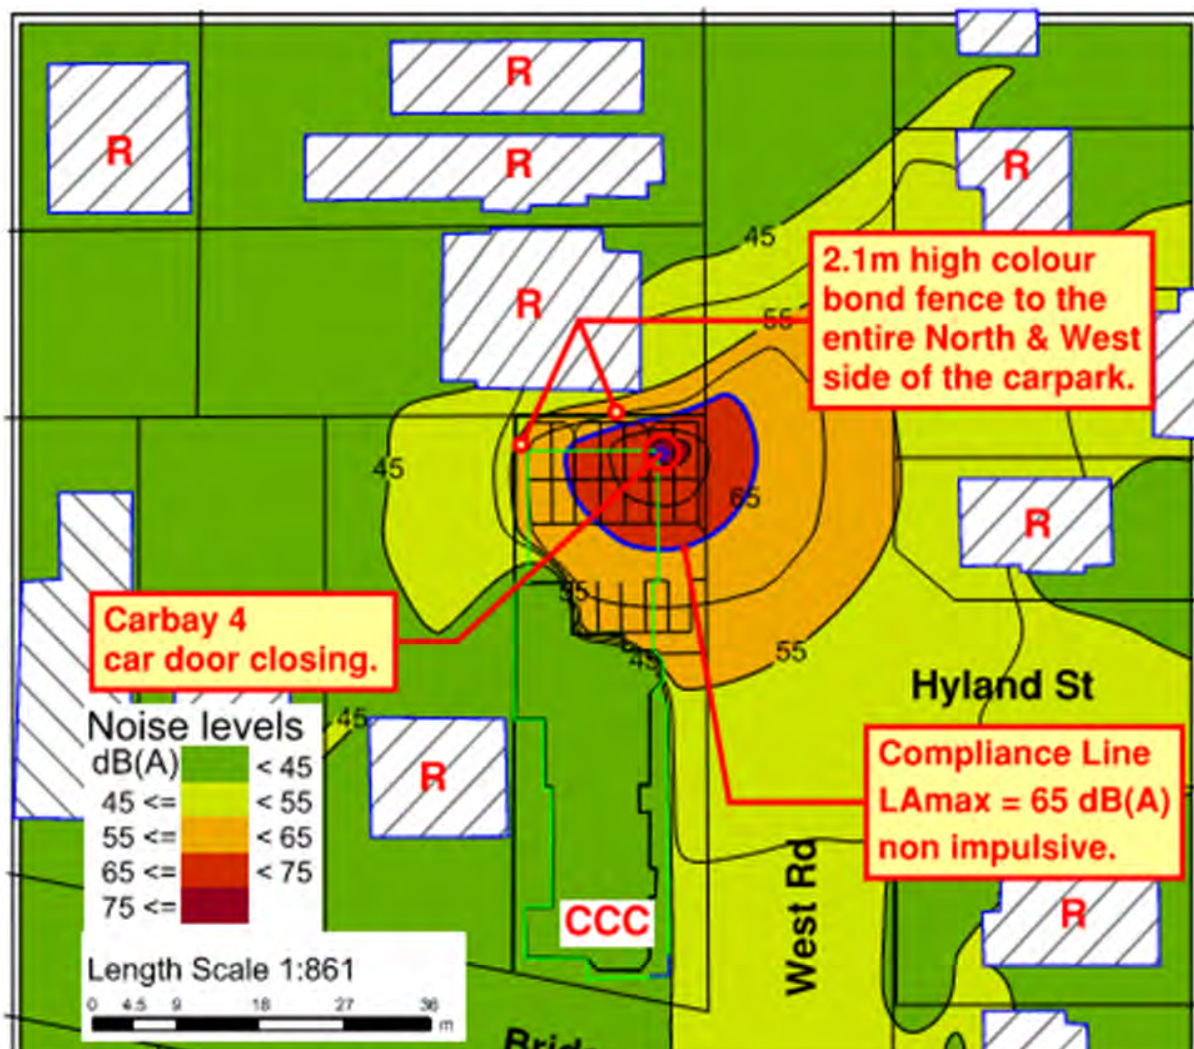 R
R
R
R
R
45
2.1m high colour
bond fence to the
entire North & West
side of the carpark.
55
45
65
R
Carbay 4
car door closing.
55
45
55
Hyland St
Noise levels
dB(A)
< 45
45 <=
< 55
55 <=
< 65
65 <=
< 75
75 <=
45
R
Compliance Line
LAmax = 65 dB(A)
non impulsive.
West Rd
CCC
R
Length Scale 1:861
0 4.5 9 18 27 36
m